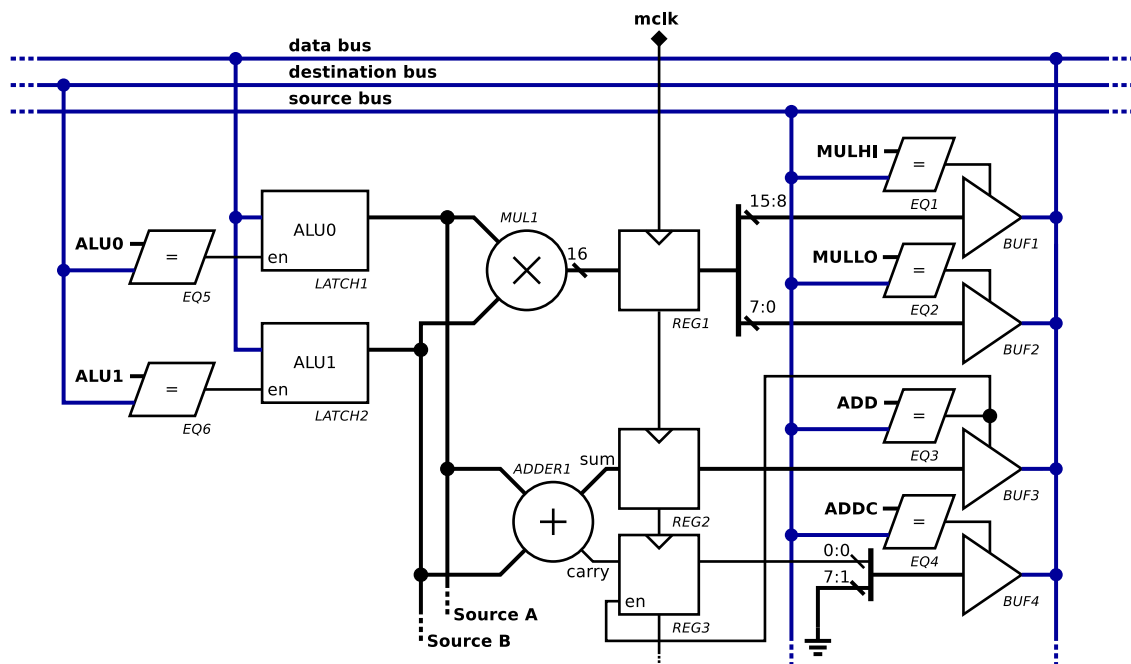 mclk
data bus
destination bus
source bus
MULHI
=
EQ1
15:8
BUF1
ALU0
MUL1
ALU0
=
en
EQ5
LATCH1
16
REG1
MULLO
=
EQ2
7:0
BUF2
ALU1
ALU1
=
en
EQ6
LATCH2
ADD
=
EQ3
BUF3
ADDER1
sum
REG2
ADDC
=
EQ4
0:0
7:1
BUF4
carry
en
REG3
Source A
Source B